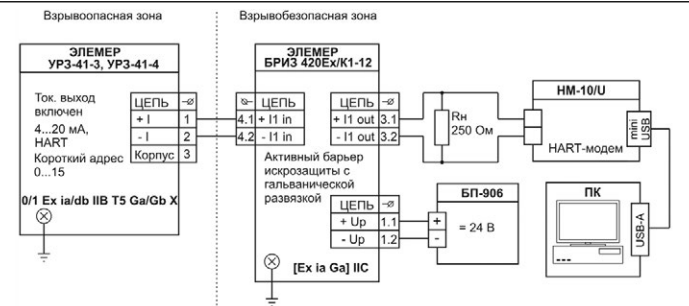 Взрывоопасная зона
Взрывобезопасная зона
ЭЛЕМЕР
УРЗ-41-3, УРЗ-41-4
Ток. выход
включен
4...20 мА,
HART
Короткий адрес
0...15
ЦЕПЬ
+ I 1
- I 2
Корпус 3
0/1 Ex ia/db IIB T5 Ga/Gb X
ЭЛЕМЕР
БРИЗ 420Ex/К1-12
ЦЕПЬ
4.1 + I1 in
4.2 - I1 in
ЦЕПЬ
+ I1 out 3.1
- I1 out 3.2
Активный барьер
искрозащиты с
гальванической
развязкой
ЦЕПЬ
+ Up 1.1
- Up 1.2
[Ex ia Ga] IIC
Rн
250 Ом
HM-10/U
mini
USB
HART-модем
БП-906
+
-
= 24 В
ПК
USB-A